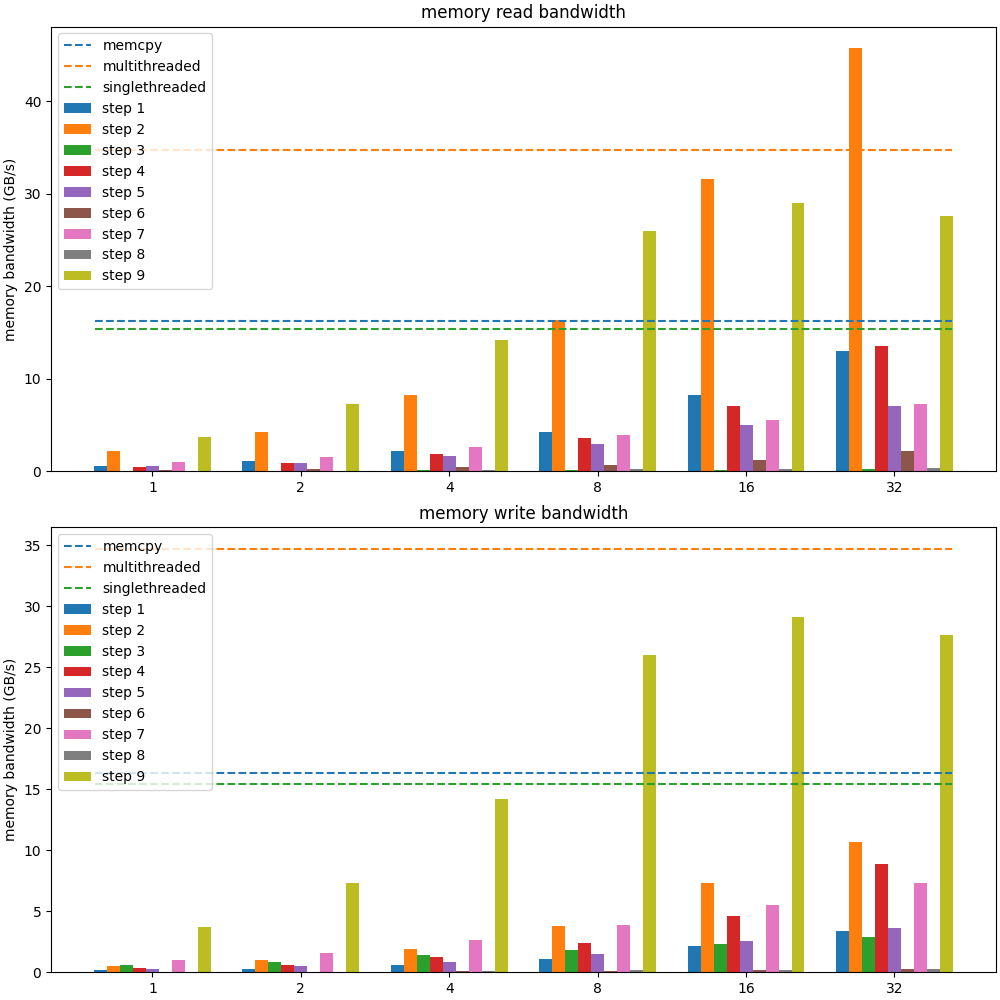 memory read bandwidth
memory bandwidth (GB/s)
40
30
20
10
0
memcpy
multithreaded
singlethreaded
step 1
step 2
step 3
step 4
step 5
step 6
step 7
step 8
step 9
1 2 4 8 16 32
memory write bandwidth
memory bandwidth (GB/s)
35
30
25
20
15
10
5
0
memcpy
multithreaded
singlethreaded
step 1
step 2
step 3
step 4
step 5
step 6
step 7
step 8
step 9
1 2 4 8 16 32